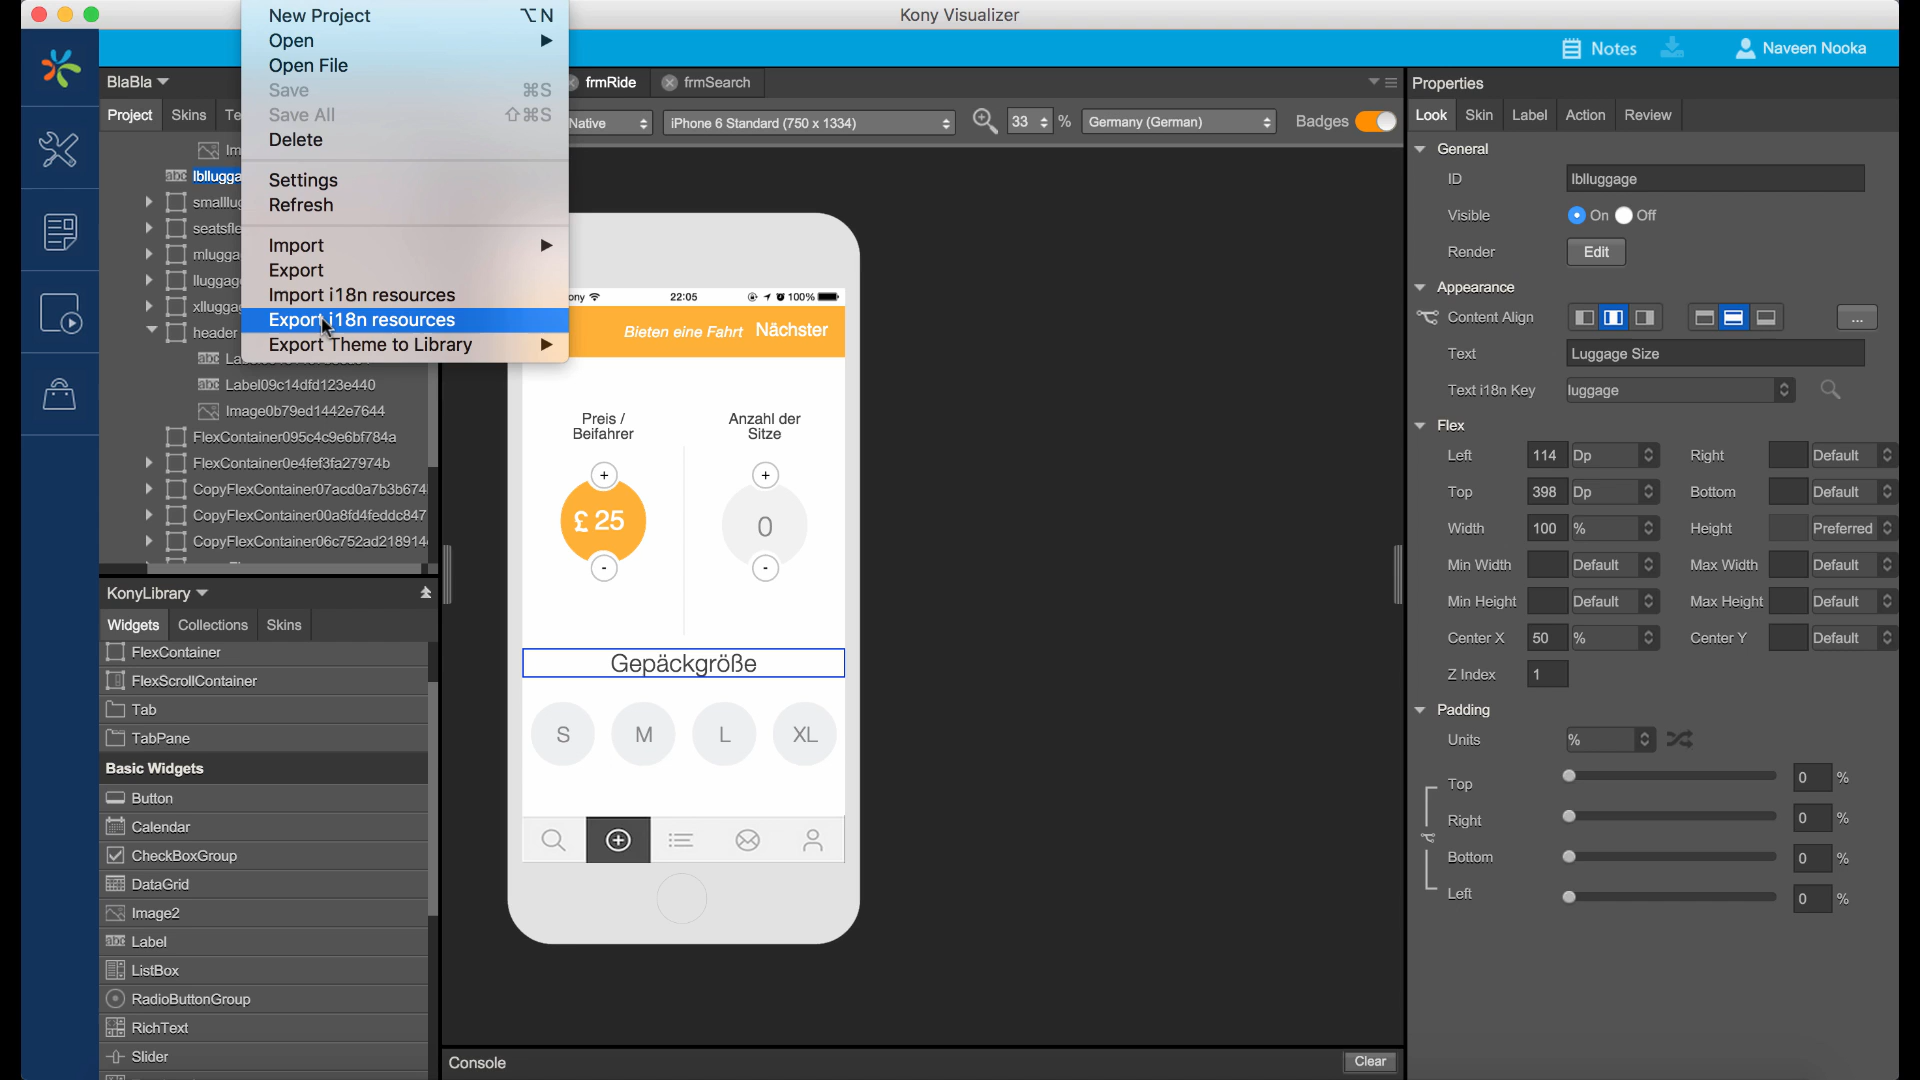 Kony Visualizer
New Project ⌥N
Open
Open File
Save ⌘S
Save All ⇧⌘S
Delete
Settings
Refresh
Import
Export
Import i18n resources
Export i18n resources
Export Theme to Library
Notes
Naveen Nooka
BlaBla
Project Skins Te
Im
lblluggа
smalllug
seatsfle
mlugga
lluggag
xllugga
header
Label09c14dfd123e440
Image0b79ed1442e7644
FlexContainer095c4c9e6bf784a
FlexContainer0e4fef3fa27974b
CopyFlexContainer07acd0a7b3b674
CopyFlexContainer00a8fd4feddc847
CopyFlexContainer06c752ad218914
KonyLibrary
Widgets Collections Skins
FlexContainer
FlexScrollContainer
Tab
TabPane
Basic Widgets
Button
Calendar
CheckBoxGroup
DataGrid
Image2
Label
ListBox
RadioButtonGroup
RichText
Slider
frmRide frmSearch
Native iPhone 6 Standard (750 x 1334) 33 % Germany (German) Badges
ony 22:05 100%
Bieten eine Fahrt Nächster
Preis /
Beifahrer
Anzahl der
Sitze
+ +
£ 25 0
- -
Gepäckgröße
S M L XL
Console Clear
Properties
Look Skin Label Action Review
General
ID lblluggage
Visible On Off
Render Edit
Appearance
Content Align ...
Text Luggage Size
Text i18n Key luggage
Flex
Left 114 Dp Right Default
Top 398 Dp Bottom Default
Width 100 % Height Preferred
Min Width Default Max Width Default
Min Height Default Max Height Default
Center X 50 % Center Y Default
Z Index 1
Padding
Units %
Top 0 %
Right 0 %
Bottom 0 %
Left 0 %